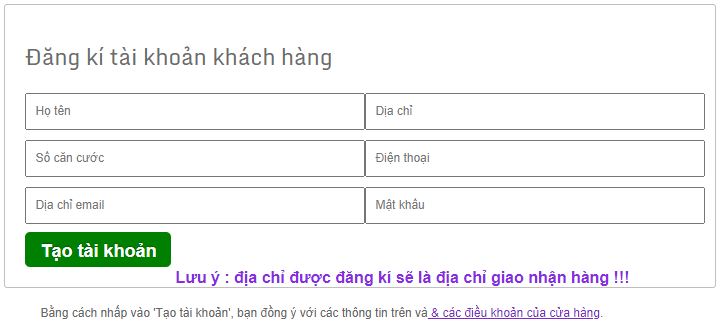 Đăng kí tài khoản khách hàng
Họ tên Địa chỉ
Số căn cước Điện thoại
Địa chỉ email Mật khẩu
Tạo tài khoản
Lưu ý : địa chỉ được đăng kí sẽ là địa chỉ giao nhận hàng !!!
Bằng cách nhấp vào 'Tạo tài khoản', bạn đồng ý với các thông tin trên và & các điều khoản của cửa hàng.